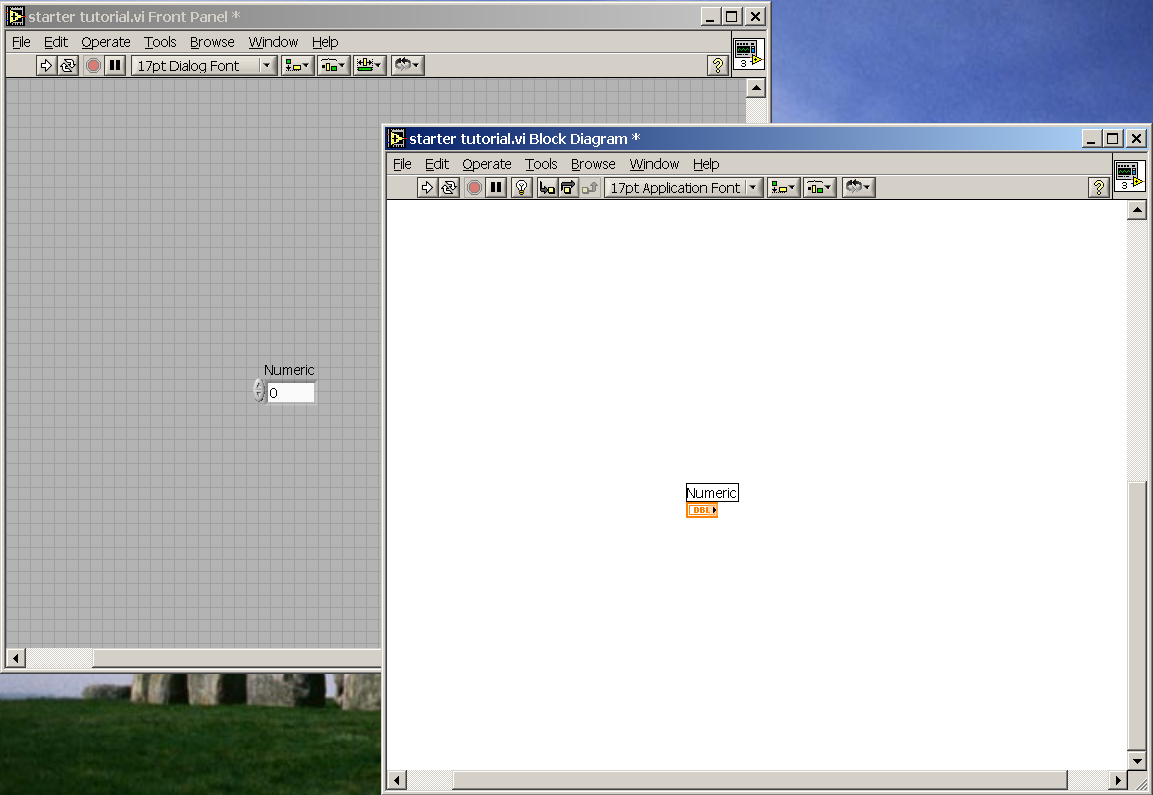 starter tutorial.vi Front Panel *
File Edit Operate Tools Browse Window Help
17pt Dialog Font
?
3
Numeric
0
starter tutorial.vi Block Diagram *
File Edit Operate Tools Browse Window Help
17pt Application Font
?
3
Numeric
DBL